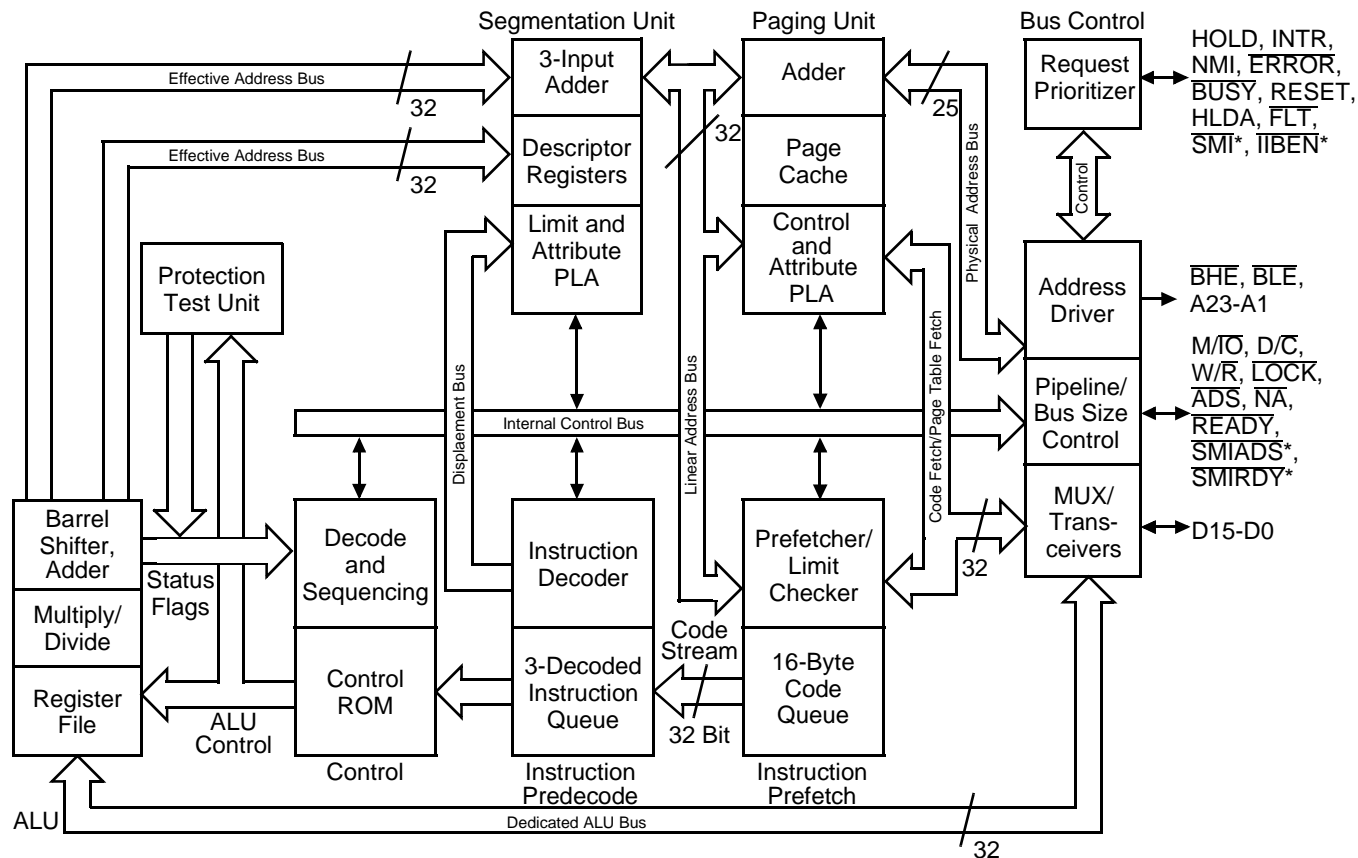 Segmentation Unit
Paging Unit
Bus Control
3-Input
Adder
Descriptor
Registers
Limit and
Attribute
PLA
Adder
Page
Cache
Control
and
Attribute
PLA
Request
Prioritizer
HOLD, INTR,
NMI, ERROR,
BUSY, RESET,
HLDA, FLT,
SMI*, IIBEN*
Effective Address Bus
32
Effective Address Bus
32
32
25
Physical Address Bus
Control
Protection
Test Unit
Address
Driver
BHE, BLE,
A23-A1
Pipeline/
Bus Size
Control
M/IO, D/C,
W/R, LOCK,
ADS, NA,
READY,
SMIADS*,
SMIRDY*
MUX/
Trans-
ceivers
D15-D0
Displaement Bus
Internal Control Bus
Linear Address Bus
Code Fetch/Page Table Fetch
32
Barrel
Shifter,
Adder
Multiply/
Divide
Register
File
Status
Flags
Decode
and
Sequencing
Control
ROM
Instruction
Decoder
3-Decoded
Instruction
Queue
Prefetcher/
Limit
Checker
16-Byte
Code
Queue
Code
Stream
32 Bit
ALU
Control
Control
Instruction
Predecode
Instruction
Prefetch
ALU
Dedicated ALU Bus
32